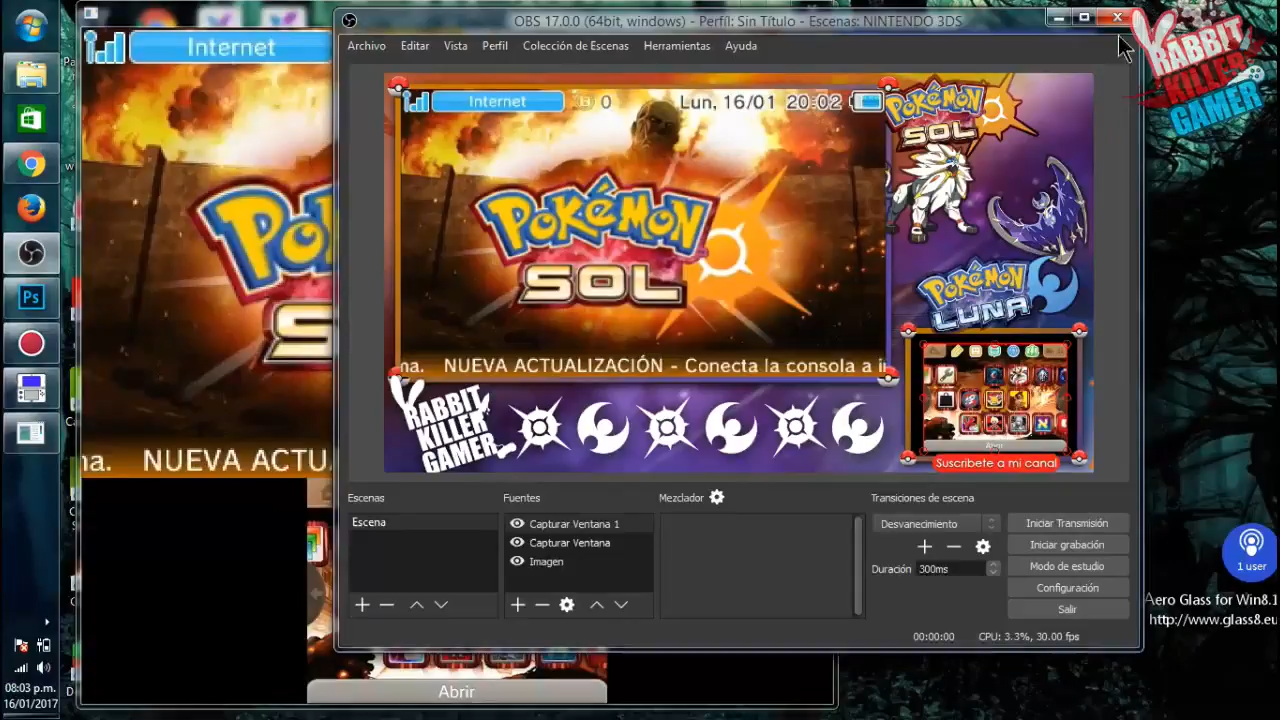 OBS 17.0.0 (64bit, windows) - Perfil: Sin Título - Escenas: NINTENDO 3DS
Archivo Editar Vista Perfil Colección de Escenas Herramientas Ayuda
Internet
Internet 0 Lun, 16/01 20:02
POKéMON
SOL
POKéMON
SOL
POKéMON
LUNA
na. NUEVA ACTUALIZACIÓN - Conecta la consola a i
na. NUEVA ACTU
RABBIT
KILLER
GAMER
RABBIT
KILLER
GAMER
Abrir
Suscribete a mi canal
Escenas
Escena
Fuentes
Capturar Ventana 1
Capturar Ventana
Imagen
Mezclador
Transiciones de escena
Desvanecimiento
Duración 300ms
Iniciar Transmisión
Iniciar grabación
Modo de estudio
Configuración
Salir
00:00:00 CPU: 3.3%, 30.00 fps
Abrir
Ps
1 user
Aero Glass for Win8.1
http://www.glass8.eu
08:03 p.m.
16/01/2017